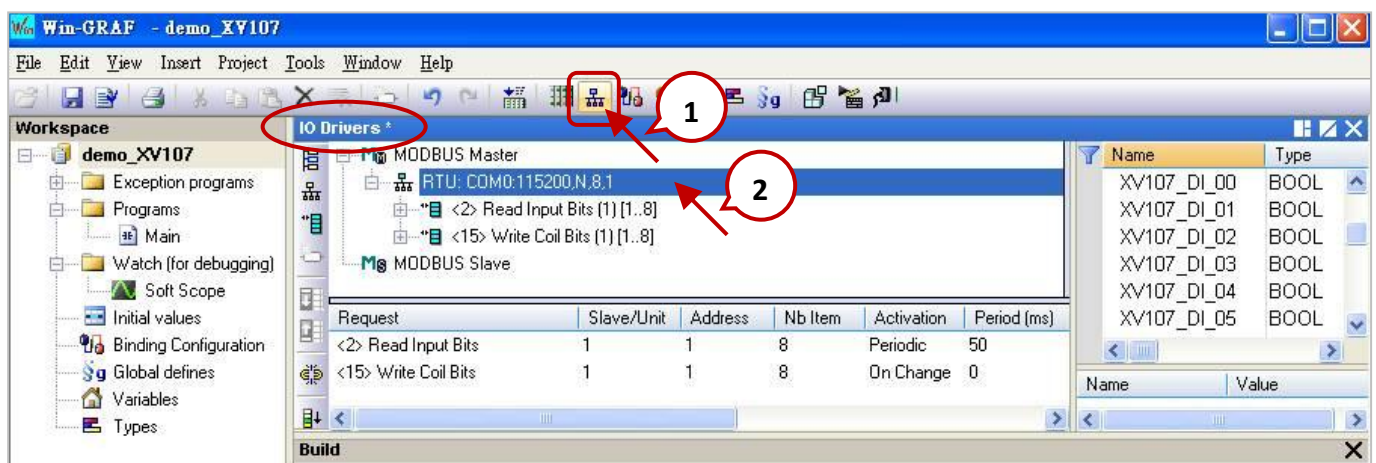 Win-GRAF - demo_XV107
File Edit View Insert Project Tools Window Help
1
Workspace
IO Drivers *
demo_XV107
Exception programs
Programs
Main
Watch (for debugging)
Soft Scope
Initial values
Binding Configuration
Global defines
Variables
Types
MODBUS Master
RTU: COM0:115200,N,8,1
2
<2> Read Input Bits (1) [1..8]
<15> Write Coil Bits (1) [1..8]
MODBUS Slave
Request Slave/Unit Address Nb Item Activation Period (ms)
<2> Read Input Bits 1 1 8 Periodic 50
<15> Write Coil Bits 1 1 8 On Change 0
Name Type
XV107_DI_00 BOOL
XV107_DI_01 BOOL
XV107_DI_02 BOOL
XV107_DI_03 BOOL
XV107_DI_04 BOOL
XV107_DI_05 BOOL
Name Value
Build